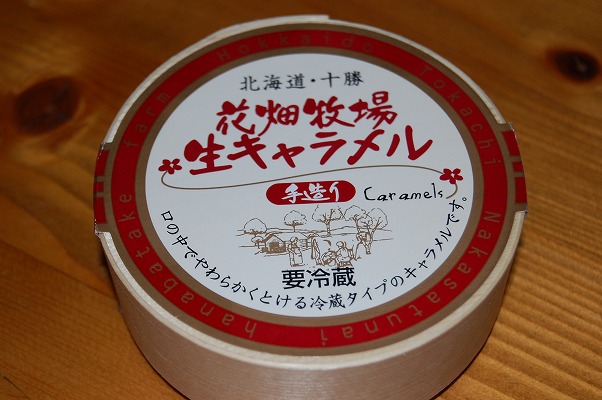 北海道・十勝
花畑牧場
生キャラメル
手造り Caramels
要冷蔵
口の中でやわらかくとける冷蔵タイプのキャラメルです。
hanabatake farm Hokkaido Tokachi Nakasatsunai